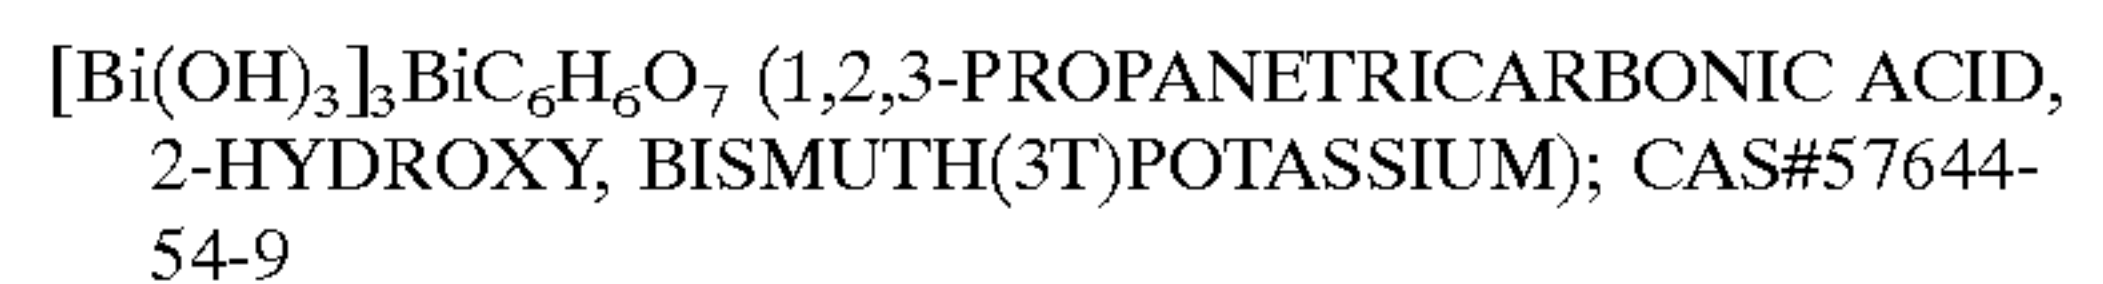 [Bi(OH)₃]₃BiC₆H₆O₇ (1,2,3-PROPANETRICARBONIC ACID,
2-HYDROXY, BISMUTH(3T)POTASSIUM); CAS#57644-
54-9